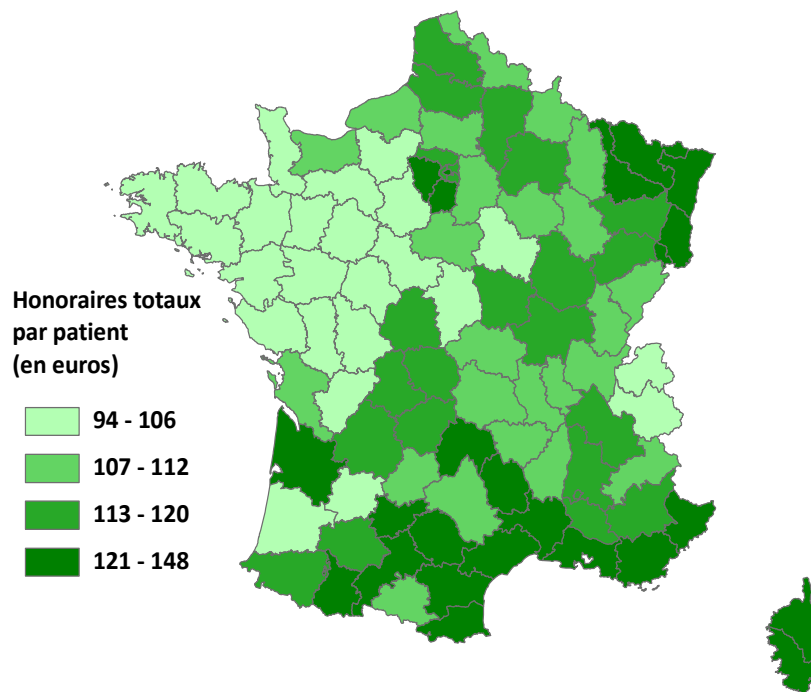 Honoraires totaux
par patient
(en euros)
94 - 106
107 - 112
113 - 120
121 - 148